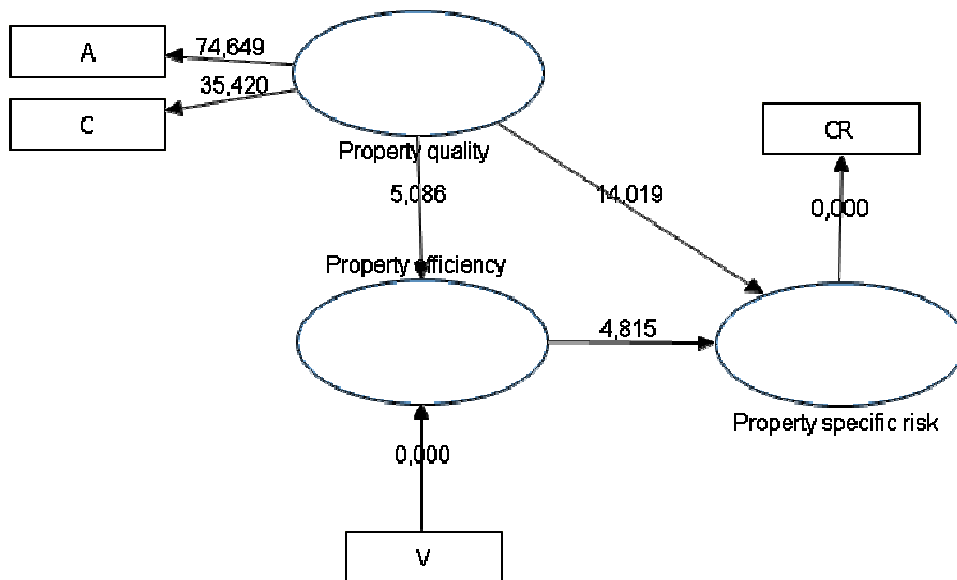 A
74,649
35,420
C
CR
Property quality
5,086
14,019
0,000
Property efficiency
4,815
Property specific risk
0,000
V